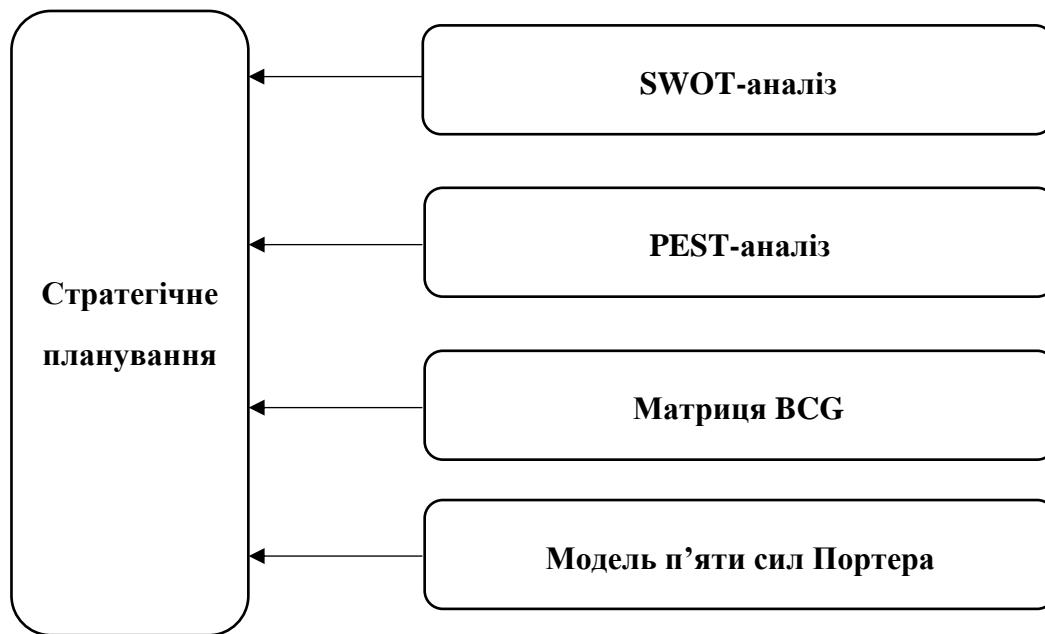 SWOT-аналіз
PEST-аналіз
Стратегічне
планування
Матриця BCG
Модель п’яти сил Портера